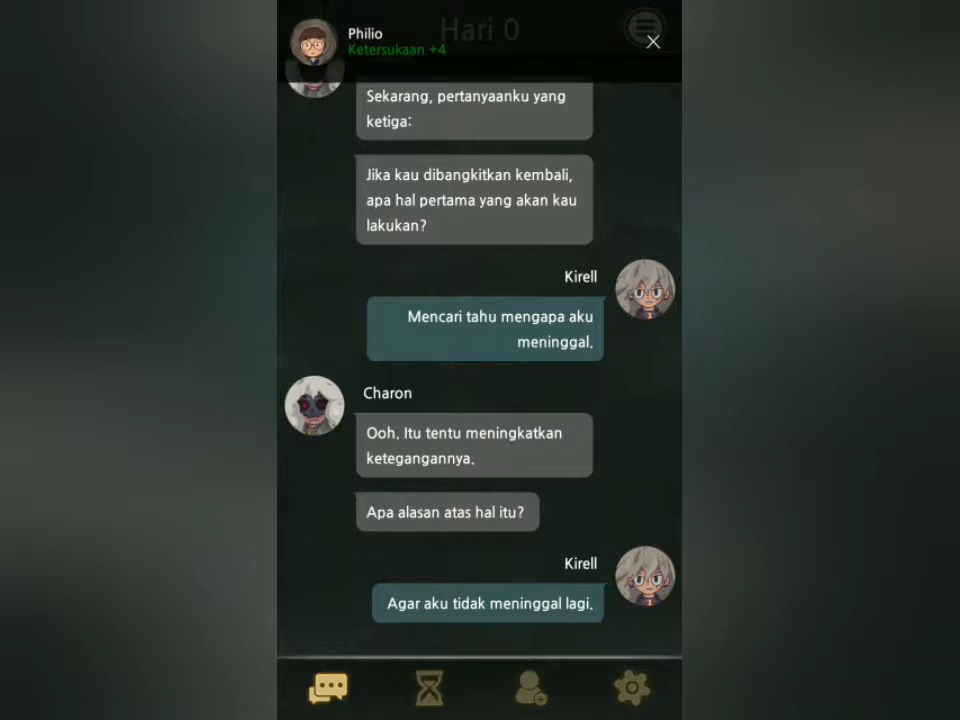 Hari 0
Philio
Ketersukaan +4
Sekarang, pertanyaanku yang
ketiga:
Jika kau dibangkitkan kembali,
apa hal pertama yang akan kau
lakukan?
Kirell
Mencari tahu mengapa aku
meninggal.
Charon
Ooh. Itu tentu meningkatkan
ketegangannya.
Apa alasan atas hal itu?
Kirell
Agar aku tidak meninggal lagi.